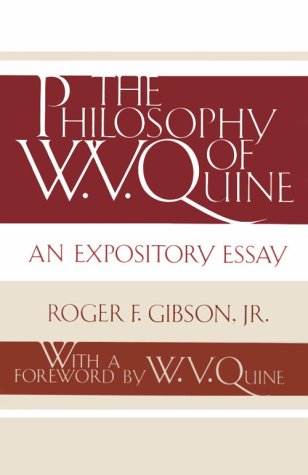 THE
PHILOSOPHY
OF
W.V. QUINE
AN EXPOSITORY ESSAY
ROGER F. GIBSON, JR.
WITH A
FOREWORD BY W.V. QUINE